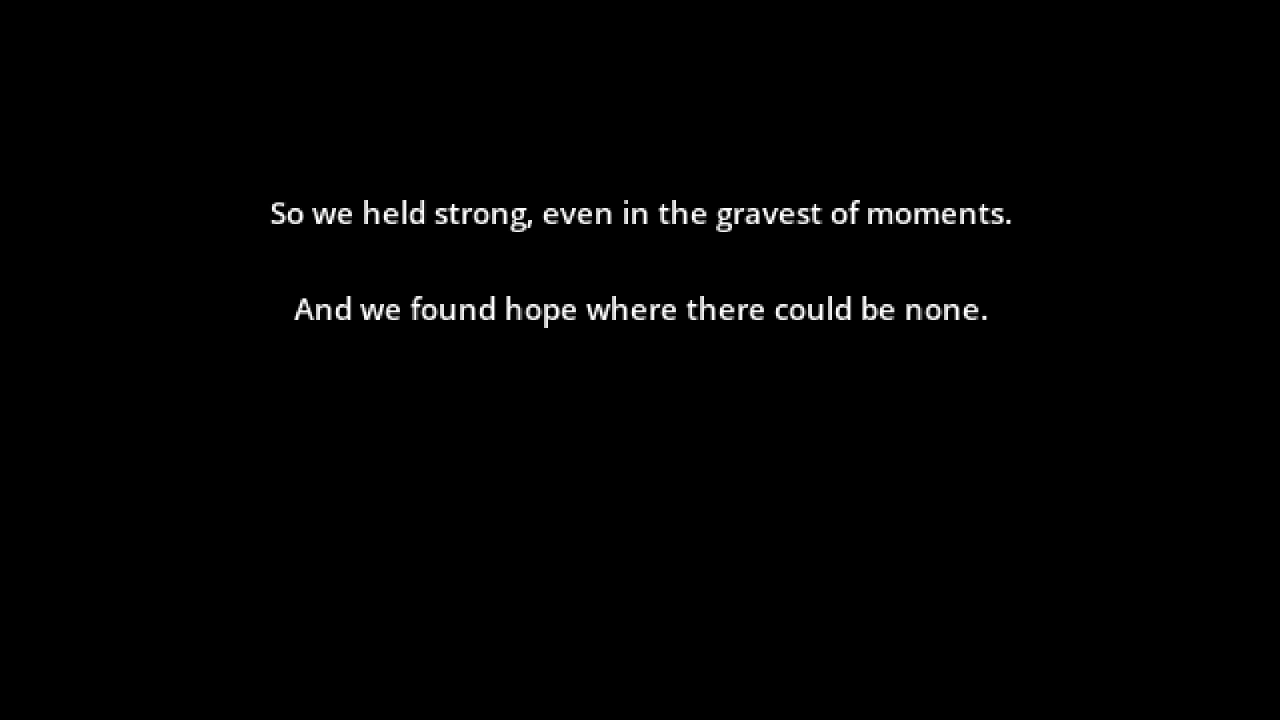 So we held strong, even in the gravest of moments.
And we found hope where there could be none.